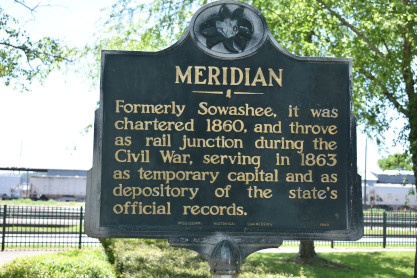 MERIDIAN
Formerly Sowashee, it was
chartered 1860, and throve
as rail junction during the
Civil War, serving in 1863
as temporary capital and as
depository of the state's
official records.